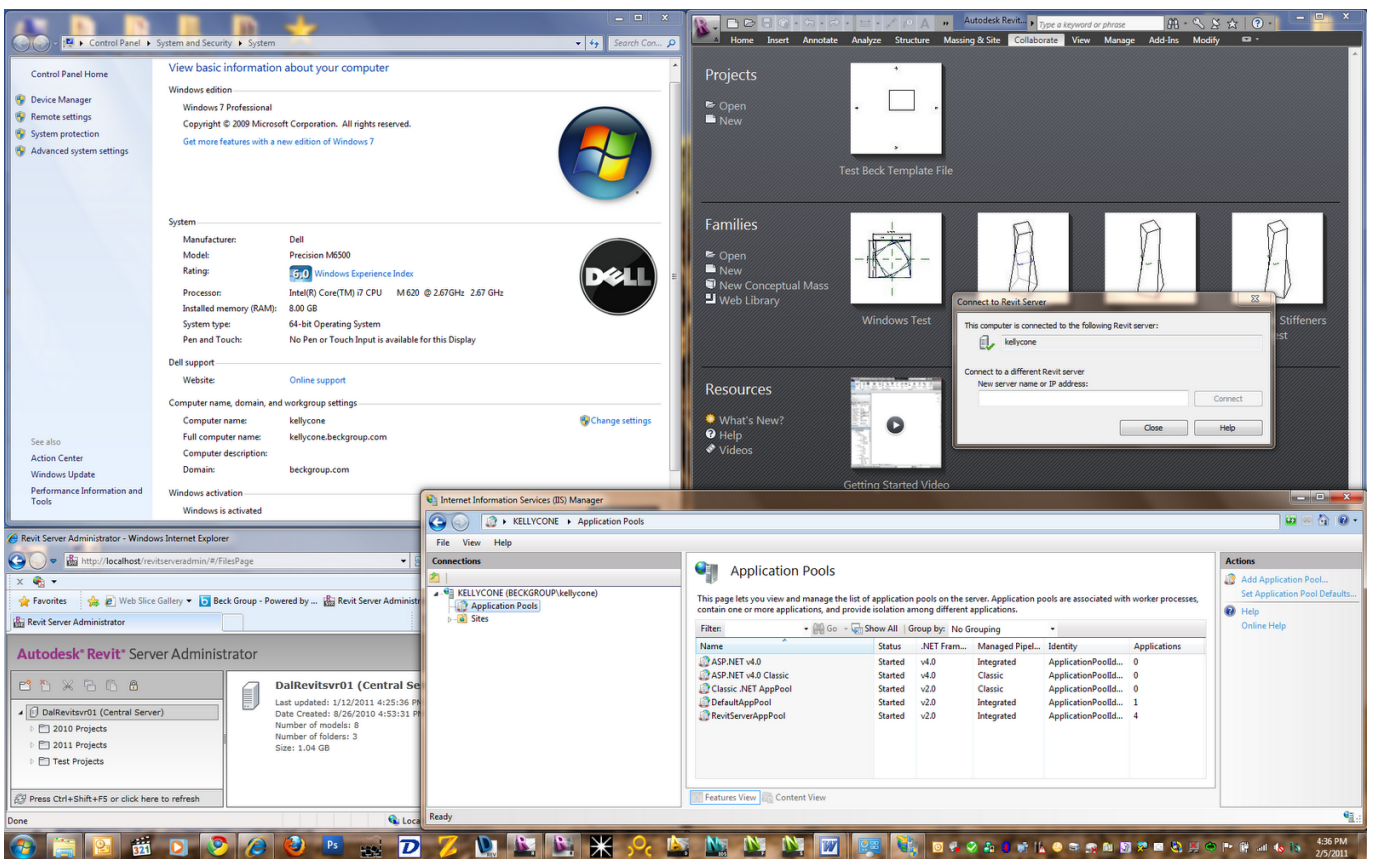 Control Panel ▸ System and Security ▸ System
Search Con...
Control Panel Home
Device Manager
Remote settings
System protection
Advanced system settings
See also
Action Center
Windows Update
Performance Information and
Tools
View basic information about your computer
Windows edition
Windows 7 Professional
Copyright © 2009 Microsoft Corporation. All rights reserved.
Get more features with a new edition of Windows 7
System
Manufacturer: Dell
Model: Precision M6500
Rating: 6.0 Windows Experience Index
Processor: Intel(R) Core(TM) i7 CPU M 620 @ 2.67GHz 2.67 GHz
Installed memory (RAM): 8.00 GB
System type: 64-bit Operating System
Pen and Touch: No Pen or Touch Input is available for this Display
DELL
Dell support
Website: Online support
Computer name, domain, and workgroup settings
Computer name: kellycone
Change settings
Full computer name: kellycone.beckgroup.com
Computer description:
Domain: beckgroup.com
Windows activation
Windows is activated
Autodesk Revit...
Type a keyword or phrase
Home Insert Annotate Analyze Structure Massing & Site Collaborate View Manage Add-Ins Modify
Projects
Open
New
Test Beck Template File
Families
Open
New
New Conceptual Mass
Web Library
Windows Test
Stiffeners
Resources
What's New?
Help
Videos
Getting Started Video
Connect to Revit Server
This computer is connected to the following Revit server:
kellycone
Connect to a different Revit server
New server name or IP address:
Connect
Close Help
Revit Server Administrator - Windows Internet Explorer
http://localhost/revitserveradmin/#/FilesPage
Favorites Web Slice Gallery Beck Group - Powered by ... Revit Server Administr
Revit Server Administrator
Autodesk® Revit® Server Administrator
DalRevitsvr01 (Central Server)
2010 Projects
2011 Projects
Test Projects
Press Ctrl+Shift+F5 or click here to refresh
DalRevitsvr01 (Central Se
Last updated: 1/12/2011 4:25:36 PM
Date Created: 8/26/2010 4:53:31 P
Number of models: 8
Number of folders: 3
Size: 1.04 GB
Done
Loca
Internet Information Services (IIS) Manager
KELLYCONE ▸ Application Pools
File View Help
Connections
KELLYCONE (BECKGROUP\kellycone)
Application Pools
Sites
Application Pools
This page lets you view and manage the list of application pools on the server. Application pools are associated with worker processes,
contain one or more applications, and provide isolation among different applications.
Filter: Go Show All Group by: No Grouping
Name Status .NET Fram... Managed Pipel... Identity Applications
ASP.NET v4.0 Started v4.0 Integrated ApplicationPoolId... 0
ASP.NET v4.0 Classic Started v4.0 Classic ApplicationPoolId... 0
Classic .NET AppPool Started v2.0 Classic ApplicationPoolId... 0
DefaultAppPool Started v2.0 Integrated ApplicationPoolId... 1
RevitServerAppPool Started v2.0 Integrated ApplicationPoolId... 4
Features View Content View
Actions
Add Application Pool...
Set Application Pool Defaults...
Help
Online Help
Ready
321
Ps
4:36 PM
2/5/2011